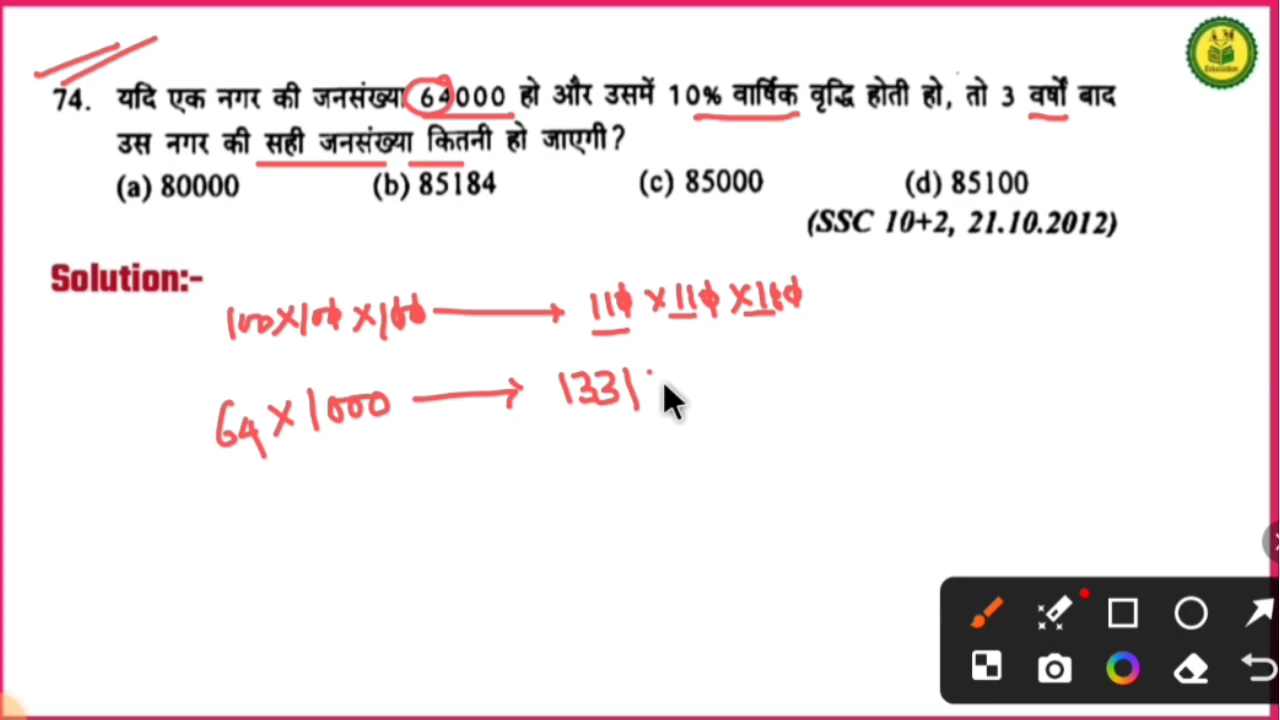 74. यदि एक नगर की जनसंख्या 64000 हो और उसमें 10% वार्षिक वृद्धि होती हो, तो 3 वर्षों बाद
उस नगर की सही जनसंख्या कितनी हो जाएगी?
(a) 80000 (b) 85184 (c) 85000 (d) 85100
(SSC 10+2, 21.10.2012)
Solution:-
100×100×100 → 110 × 110 × 110
64×1000 → 1331